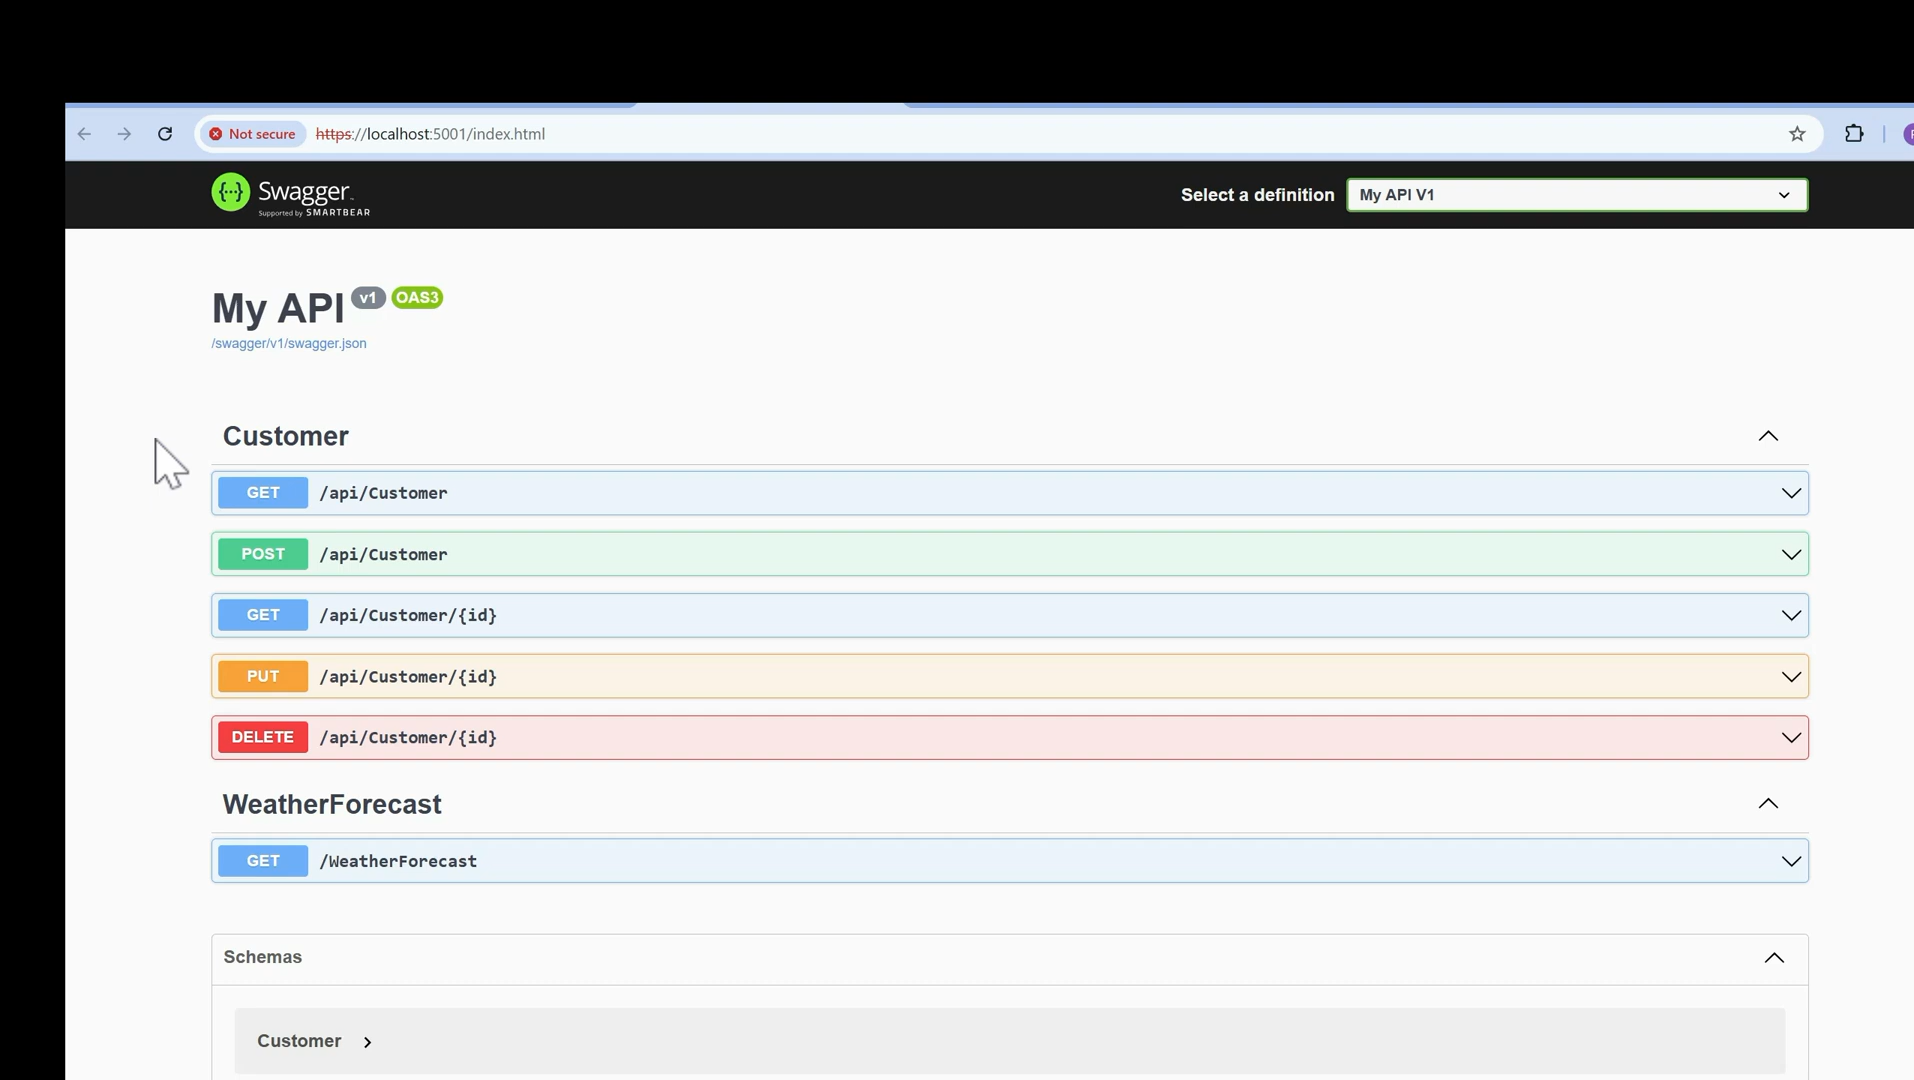 Not secure https://localhost:5001/index.html
Swagger
Supported by SMARTBEAR
Select a definition My API V1
My API v1 OAS3
/swagger/v1/swagger.json
Customer
GET /api/Customer
POST /api/Customer
GET /api/Customer/{id}
PUT /api/Customer/{id}
DELETE /api/Customer/{id}
WeatherForecast
GET /WeatherForecast
Schemas
Customer